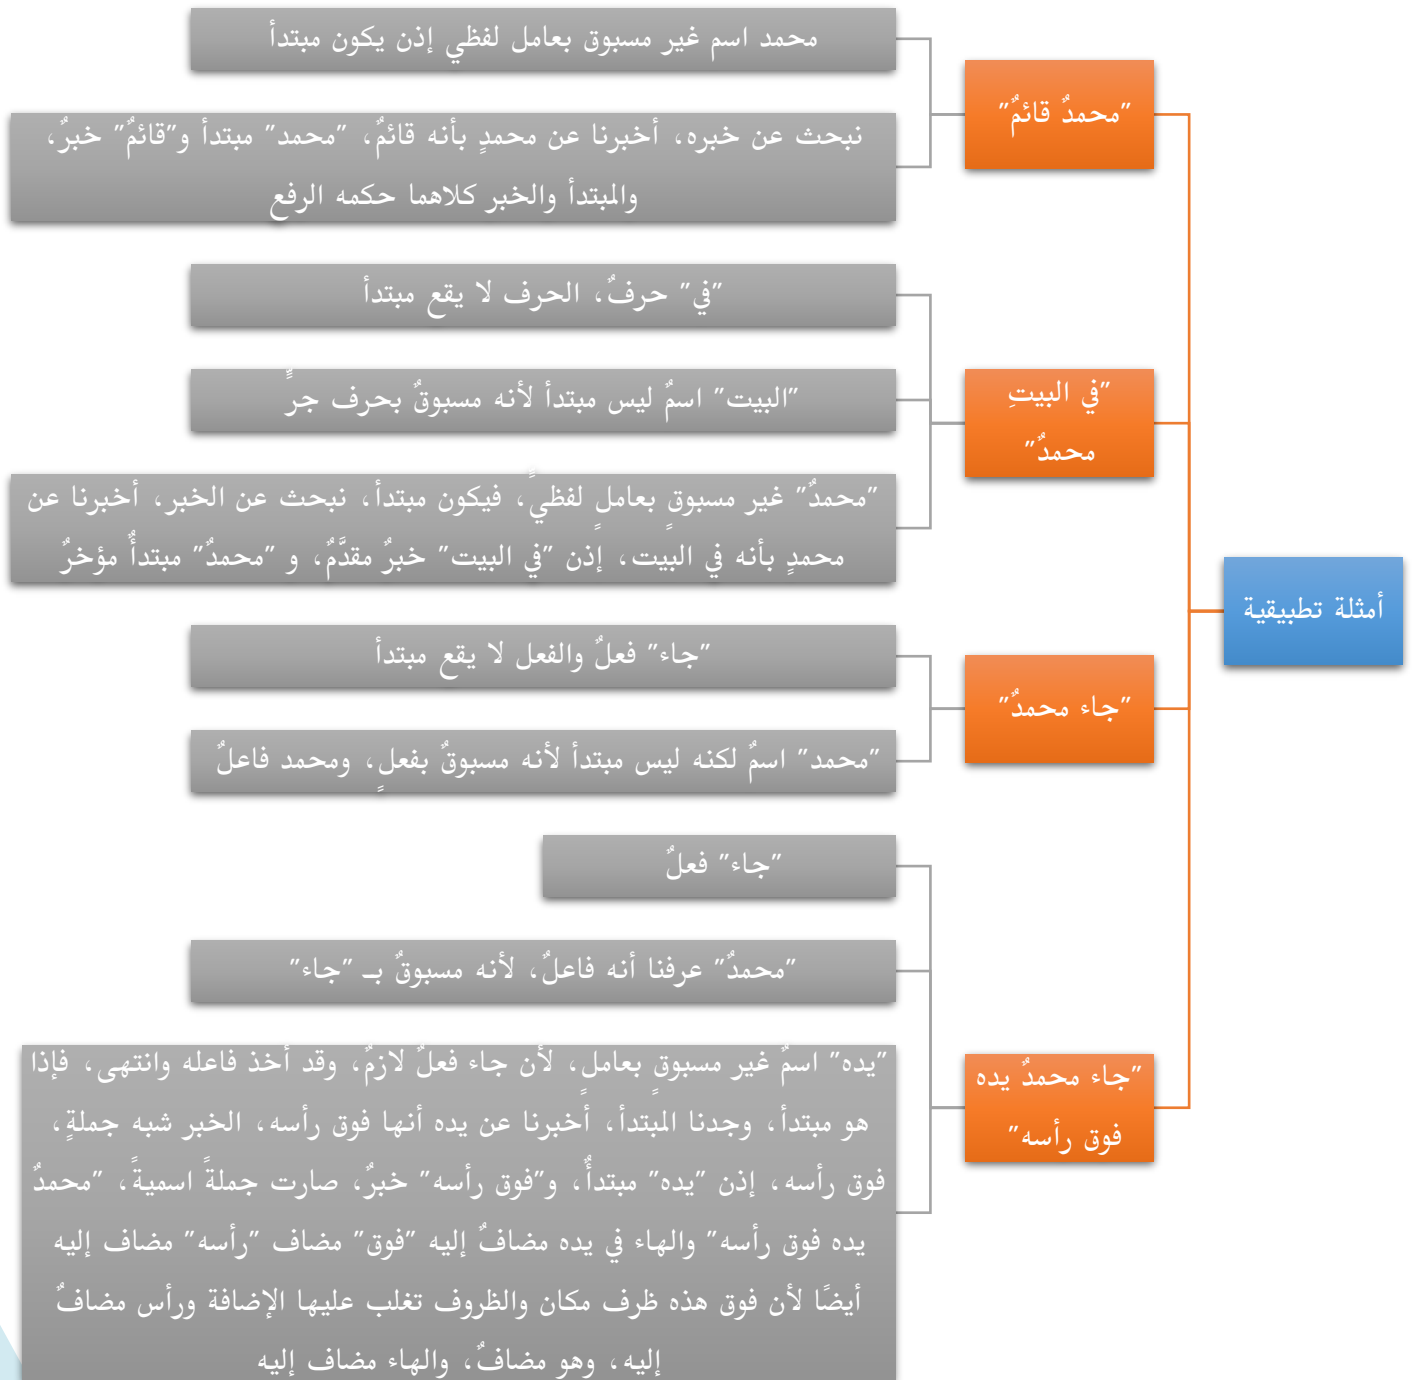 أمثلة تطبيقية
"محمدٌ قائمٌ"
محمد اسم غير مسبوق بعامل لفظي إذن يكون مبتدأ
نبحث عن خبره، أخبرنا عن محمدٍ بأنه قائمٌ، "محمد" مبتدأ و"قائمٌ" خبرٌ،
والمبتدأ والخبر كلاهما حكمه الرفع
"في البيتِ
محمدٌ"
"في" حرفٌ، الحرف لا يقع مبتدأ
"البيت" اسمٌ ليس مبتدأ لأنه مسبوقٌ بحرف جرٍّ
"محمدٌ" غير مسبوقٍ بعاملٍ لفظيٍّ، فيكون مبتدأ، نبحث عن الخبر، أخبرنا عن
محمدٍ بأنه في البيت، إذن "في البيت" خبرٌ مقدَّمٌ، و "محمدٌ" مبتدأٌ مؤخرٌ
"جاء محمدٌ"
"جاء" فعلٌ والفعل لا يقع مبتدأ
"محمد" اسمٌ لكنه ليس مبتدأ لأنه مسبوقٌ بفعلٍ، ومحمد فاعلٌ
"جاء محمدٌ يده
فوق رأسه"
"جاء" فعلٌ
"محمدٌ" عرفنا أنه فاعلٌ، لأنه مسبوقٌ بـ "جاء"
"يده" اسمٌ غير مسبوقٍ بعاملٍ، لأن جاء فعلٌ لازمٌ، وقد أخذ فاعله وانتهى، فإذا
هو مبتدأ، وجدنا المبتدأ، أخبرنا عن يده أنها فوق رأسه، الخبر شبه جملةٍ،
فوق رأسه، إذن "يده" مبتدأٌ، و"فوق رأسه" خبرٌ، صارت جملةً اسميةً، "محمدٌ
يده فوق رأسه" والهاء في يده مضافٌ إليه "فوق" مضاف "رأسه" مضاف إليه
أيضًا لأن فوق هذه ظرف مكان والظروف تغلب عليها الإضافة ورأس مضافٌ
إليه، وهو مضافٌ، والهاء مضاف إليه